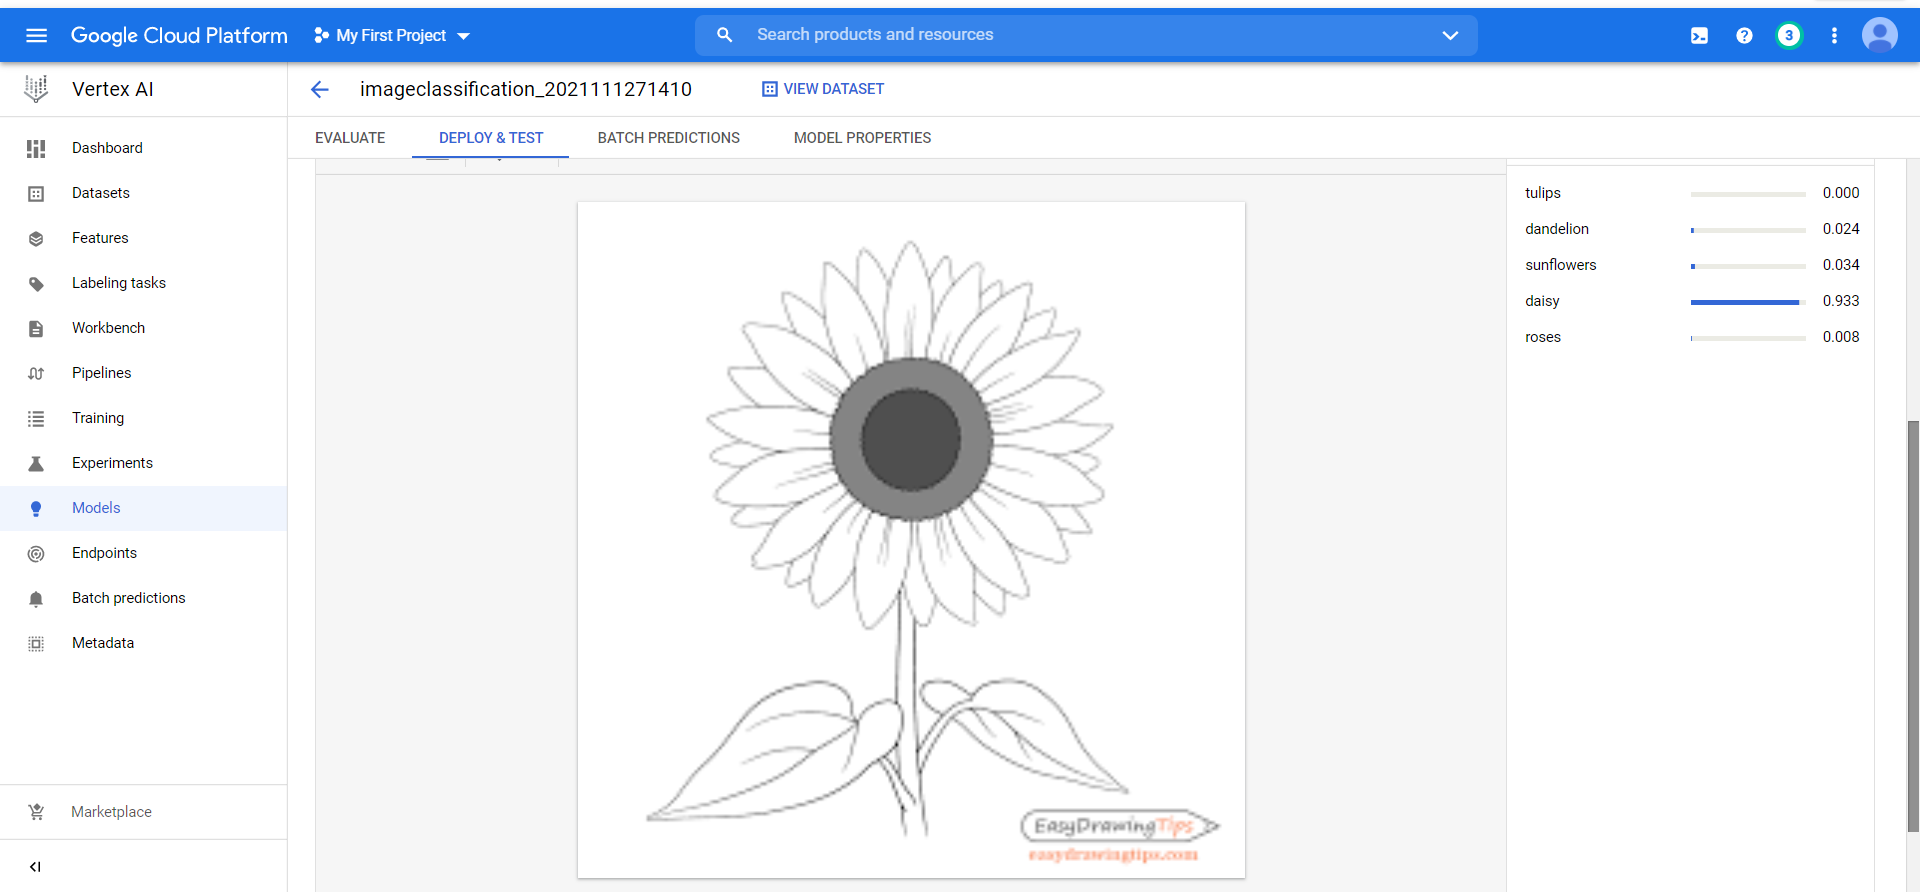 Google Cloud Platform
My First Project
Search products and resources
3
Vertex AI
imageclassification_2021111271410
VIEW DATASET
EVALUATE
DEPLOY & TEST
BATCH PREDICTIONS
MODEL PROPERTIES
Dashboard
Datasets
Features
Labeling tasks
Workbench
Pipelines
Training
Experiments
Models
Endpoints
Batch predictions
Metadata
Marketplace
tulips 0.000
dandelion 0.024
sunflowers 0.034
daisy 0.933
roses 0.008
EasyDrawingTips
easydrawingtips.com